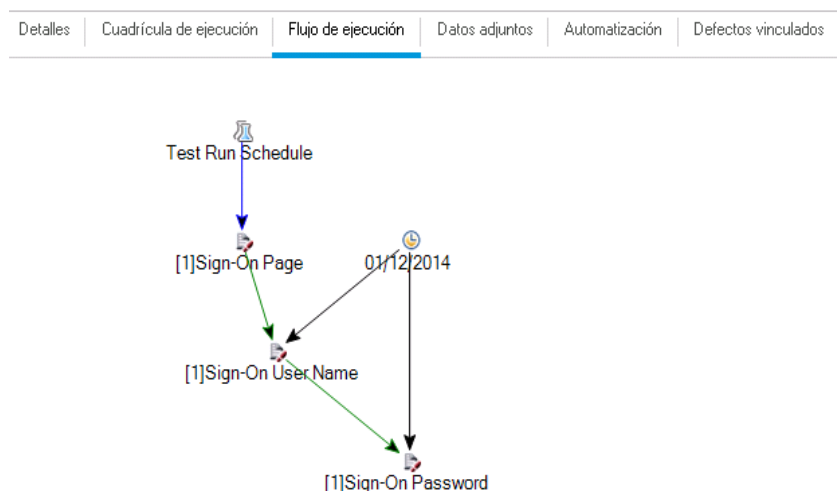 Detalles
Cuadrícula de ejecución
Flujo de ejecución
Datos adjuntos
Automatización
Defectos vinculados
Test Run Schedule
[1]Sign-On Page
01/12/2014
[1]Sign-On User Name
[1]Sign-On Password